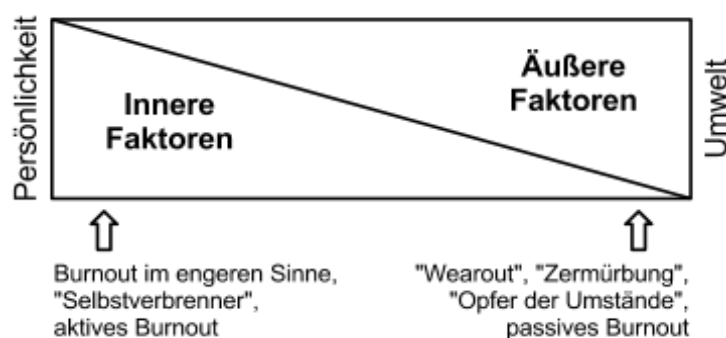 Persönlichkeit
Innere
Faktoren
Äußere
Faktoren
Umwelt
Burnout im engeren Sinne,
"Selbstverbrenner",
aktives Burnout
"Wearout", "Zermürbung",
"Opfer der Umstände",
passives Burnout